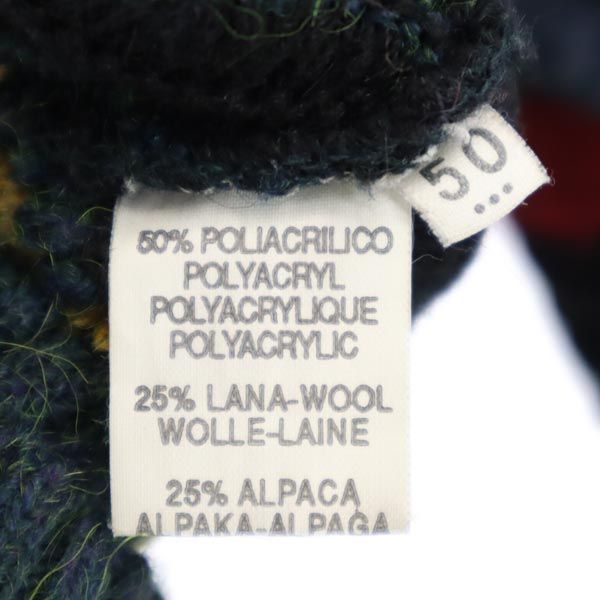 50...
50% POLIACRILICO
POLYACRYL
POLYACRYLIQUE
POLYACRYLIC
25% LANA-WOOL
WOLLE-LAINE
25% ALPACA
ALPAKA-ALPAGA